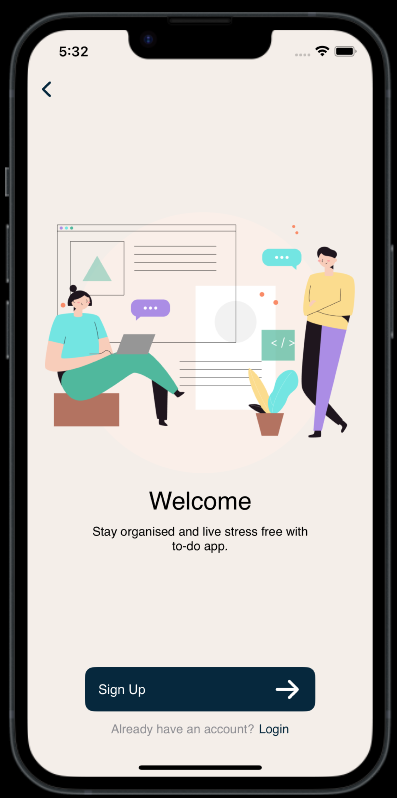 5:32
</>
Welcome
Stay organised and live stress free with
to-do app.
Sign Up
Already have an account? Login